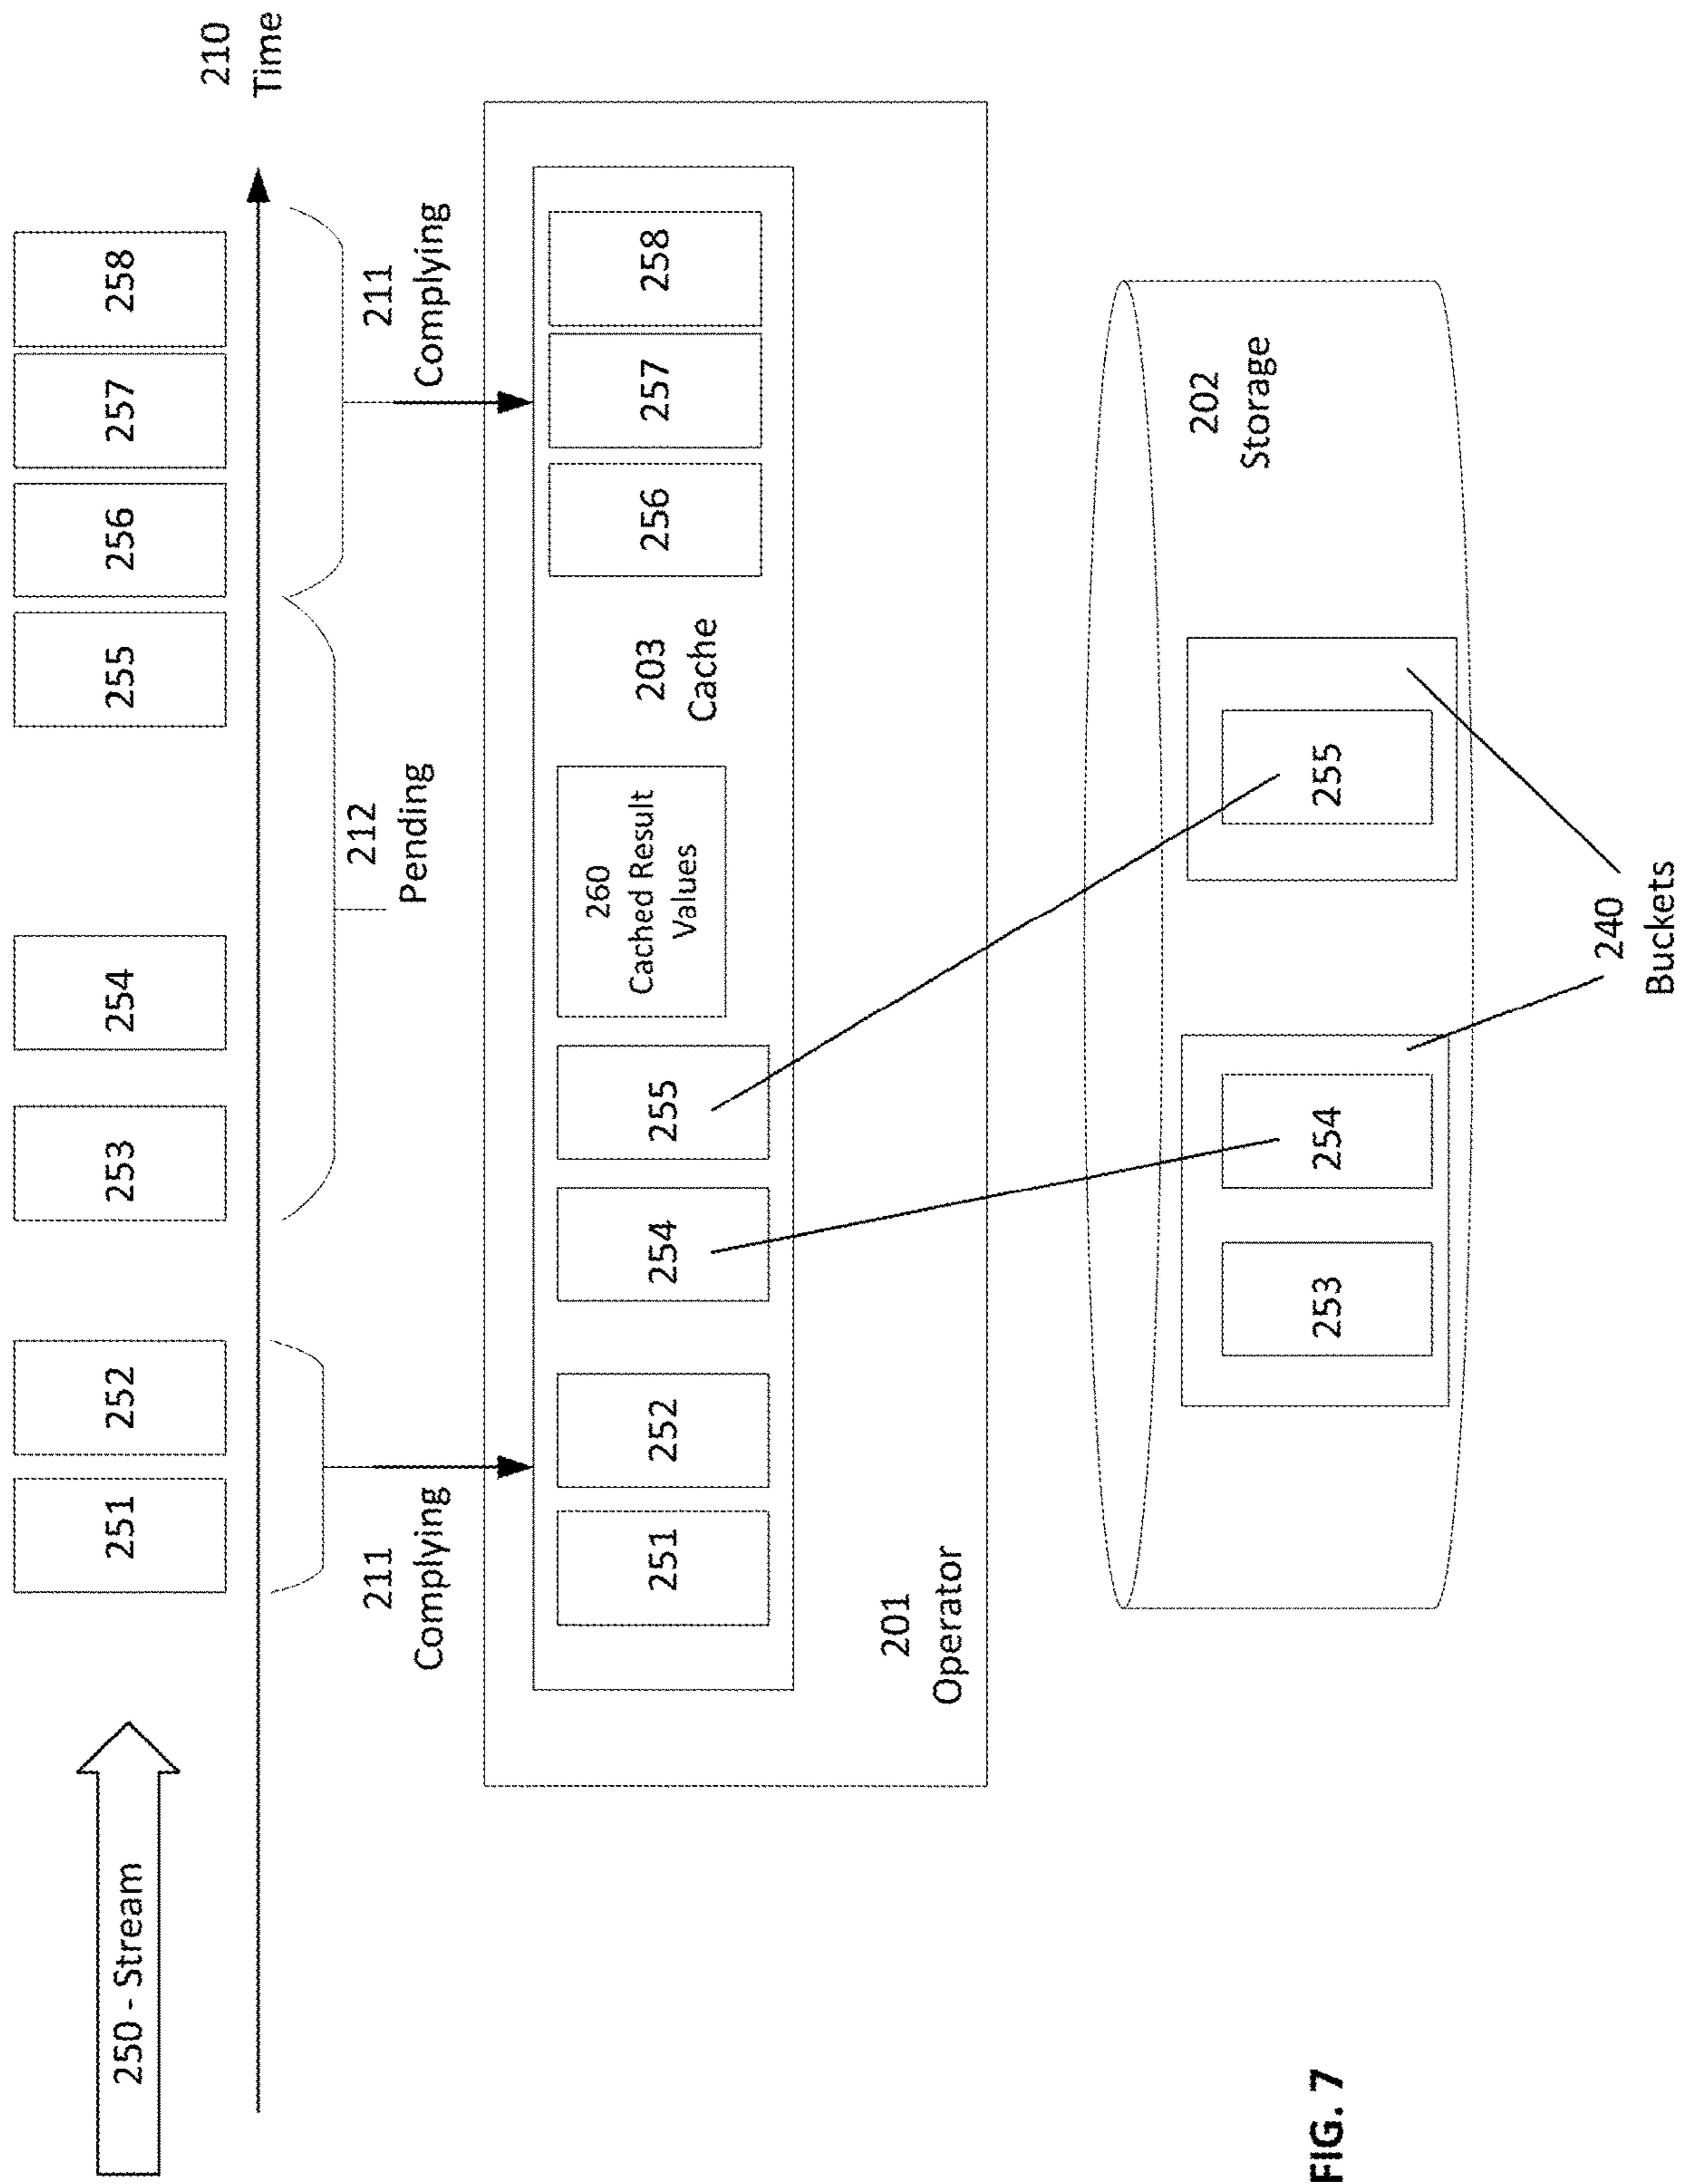 250 - Stream
251
252
253
254
255
256
257
258
210
Time
211
Complying
212
Pending
211
Complying
251
252
254
255
260
Cached Result
Values
203
Cache
256
257
258
201
Operator
202
Storage
253
254
255
240
Buckets
FIG. 7